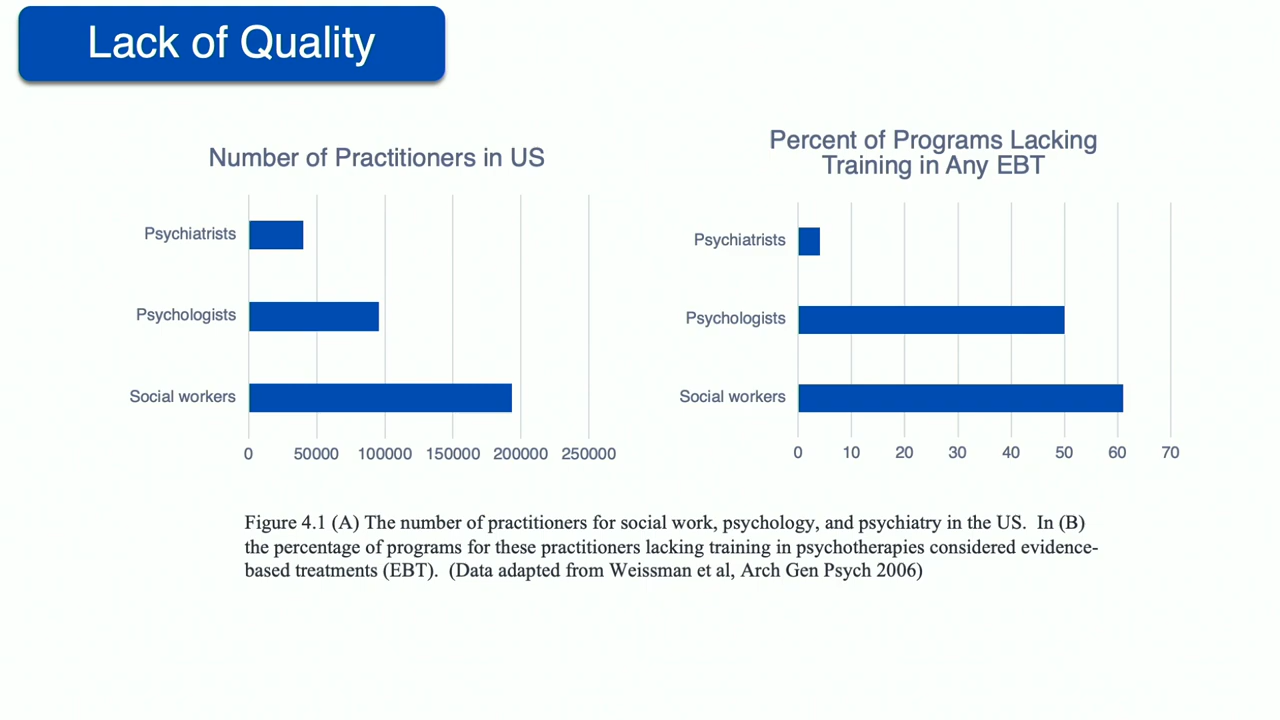 Lack of Quality
Number of Practitioners in US
Psychiatrists
Psychologists
Social workers
0 50000 100000 150000 200000 250000
Percent of Programs Lacking
Training in Any EBT
Psychiatrists
Psychologists
Social workers
0 10 20 30 40 50 60 70
Figure 4.1 (A) The number of practitioners for social work, psychology, and psychiatry in the US. In (B)
the percentage of programs for these practitioners lacking training in psychotherapies considered evidence-
based treatments (EBT). (Data adapted from Weissman et al, Arch Gen Psych 2006)